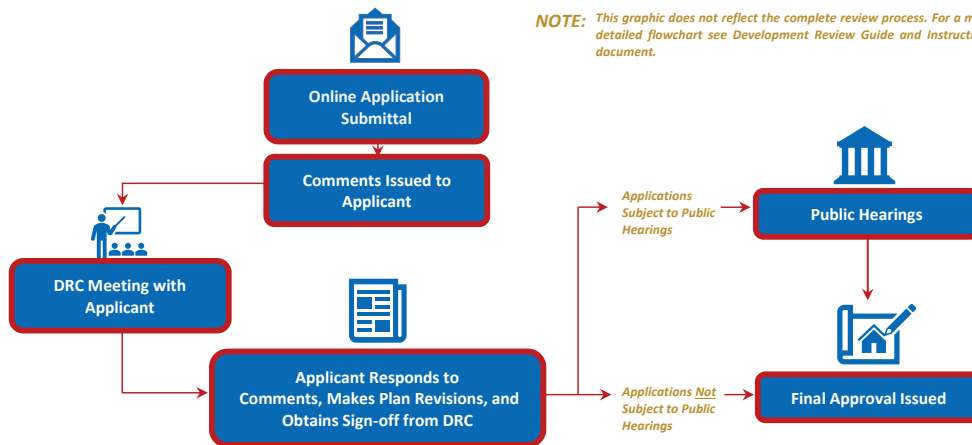 NOTE: This graphic does not reflect the complete review process. For a
detailed flowchart see Development Review Guide and
document.
Online Application
Submittal
Comments Issued to
Applicant
DRC Meeting with
Applicant
Applicant Responds to
Comments, Makes Plan Revisions, and
Obtains Sign-off from DRC
Applications
Subject to Public
Hearings
Public Hearings
Applications Not
Subject to Public
Hearings
Final Approval Issued